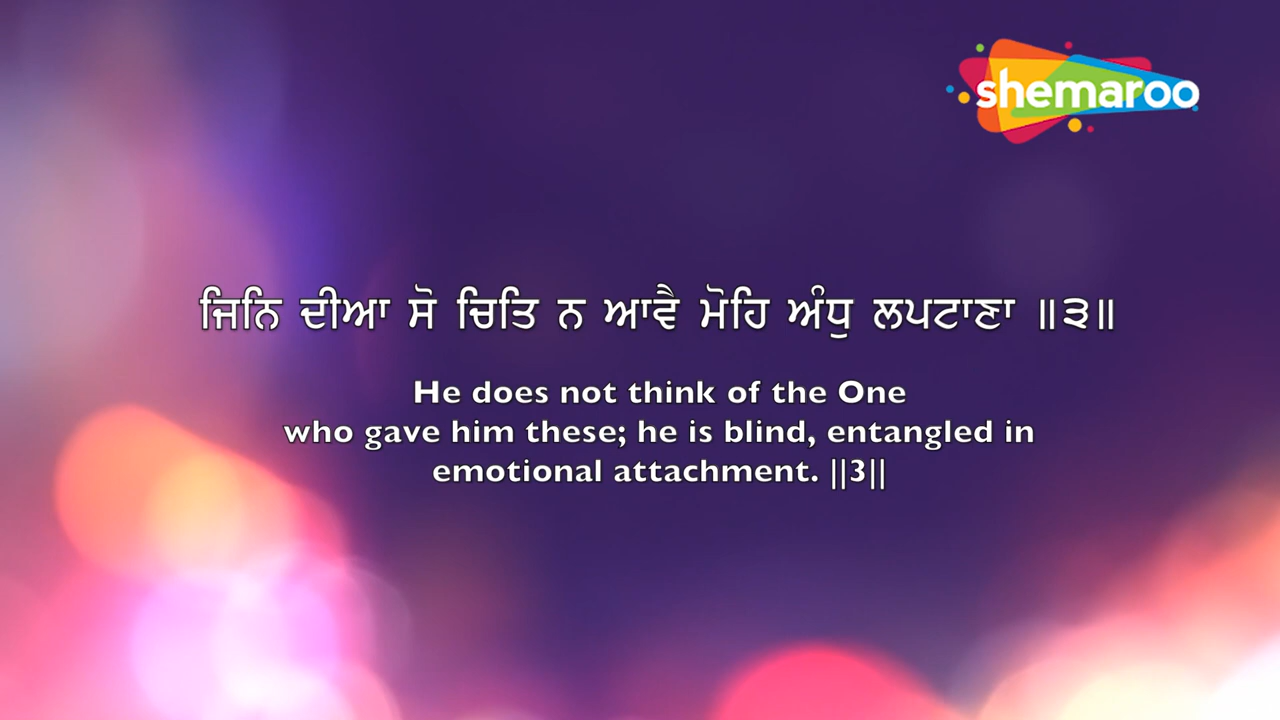 shemaroo
ਜਿਨਿ ਦੀਆ ਸੋ ਚਿਤਿ ਨ ਆਵੈ ਮੋਹਿ ਅੰਧੁ ਲਪਟਾਣਾ ॥੩॥
He does not think of the One
who gave him these; he is blind, entangled in
emotional attachment. ||3||